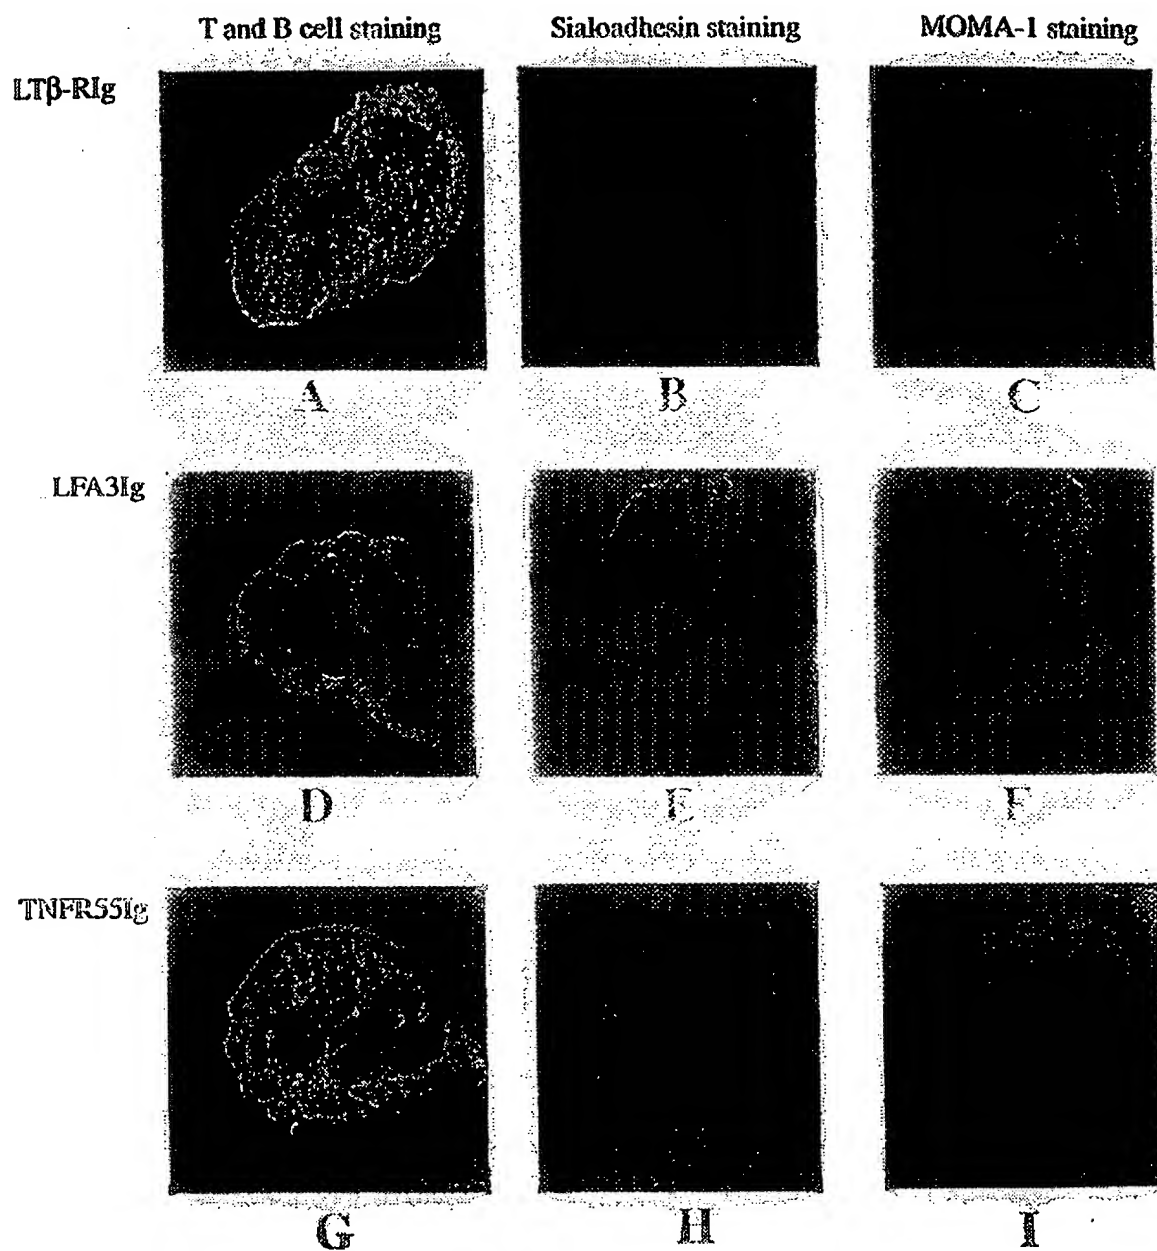 T and B cell staining Sialoadhesin staining MOMA-1 staining
LTβ-RIg
A B C
LFA3Ig
D E F
TNFR55Ig
G H I